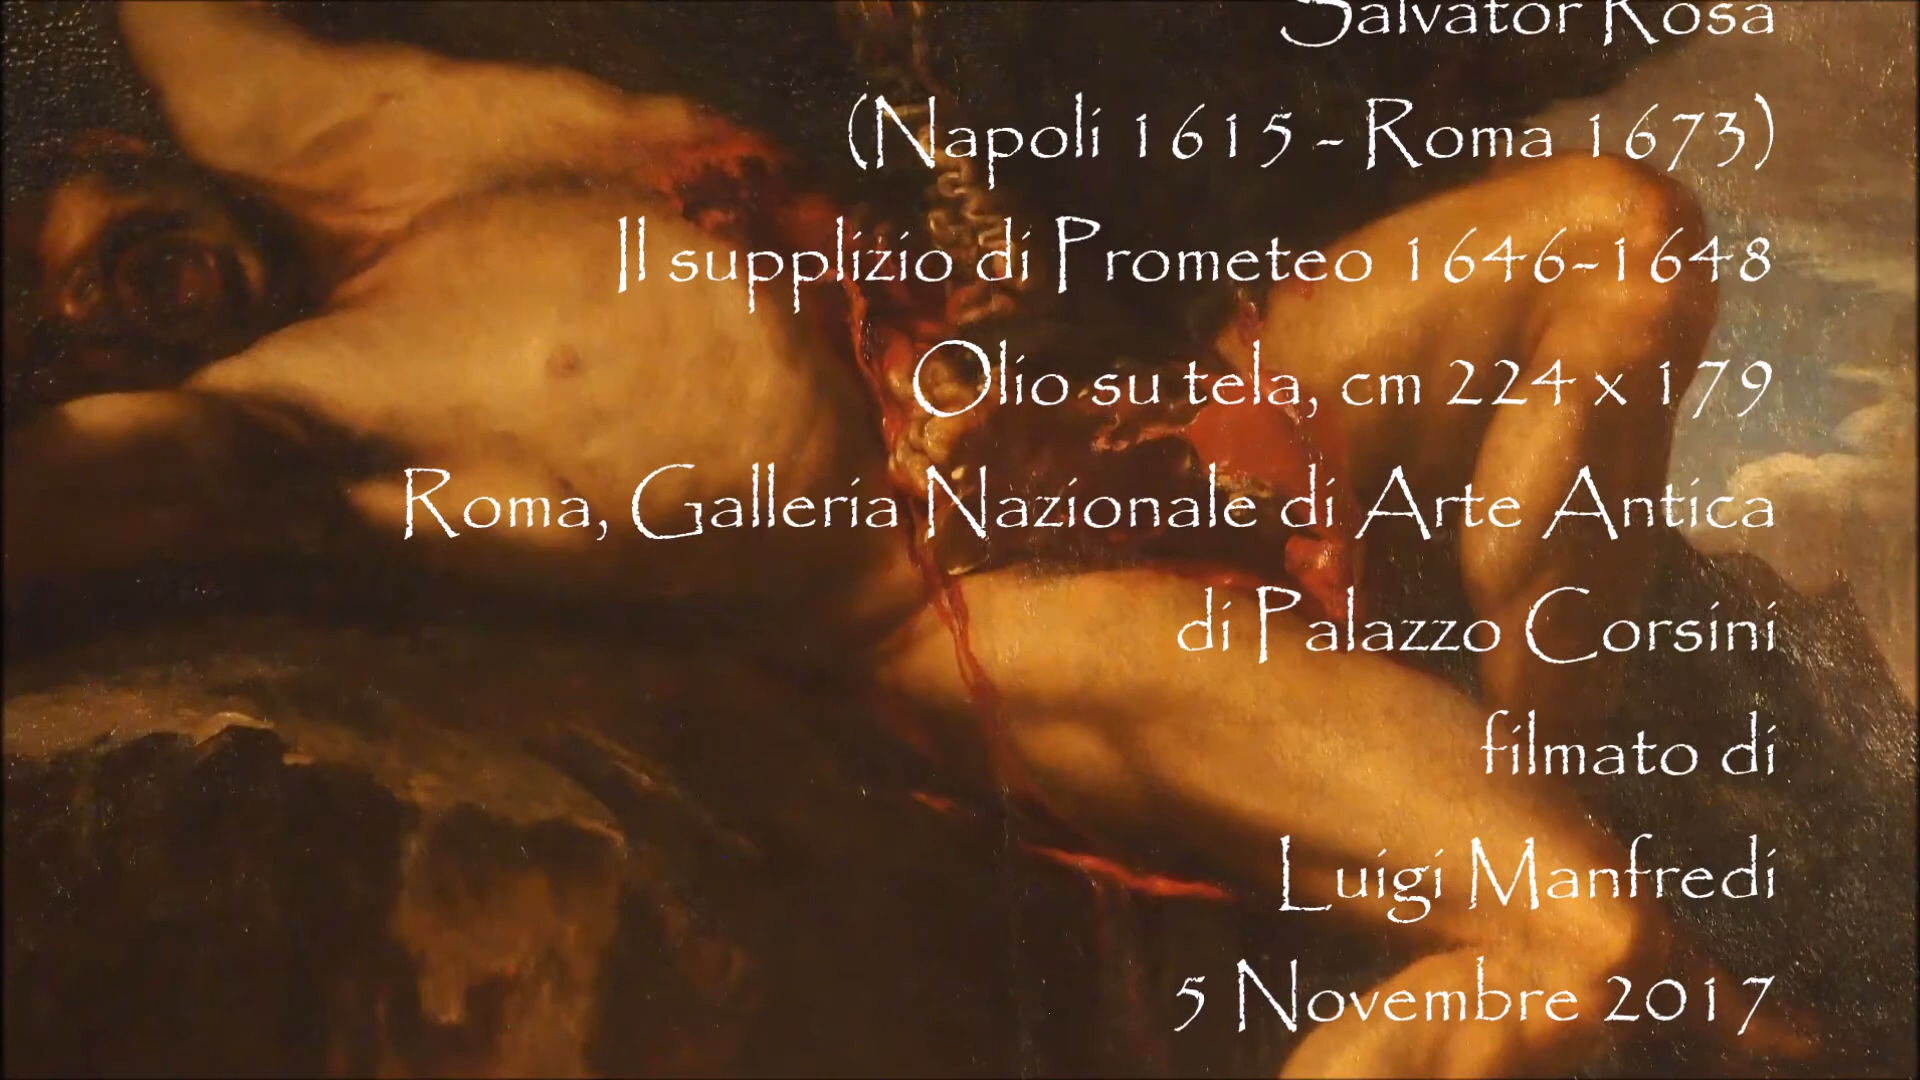 Salvator Rosa
(Napoli 1615 - Roma 1673)
Il supplizio di Prometeo 1646-1648
Olio su tela, cm 224 x 179
Roma, Galleria Nazionale di Arte Antica
di Palazzo Corsini
filmato di
Luigi Manfredi
5 Novembre 2017